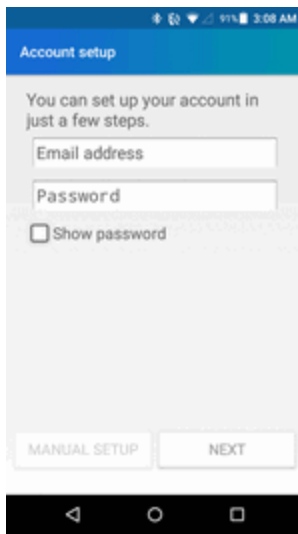 91% 3:08 AM
Account setup
You can set up your account in
just a few steps.
Email address
Password
Show password
MANUAL SETUP NEXT